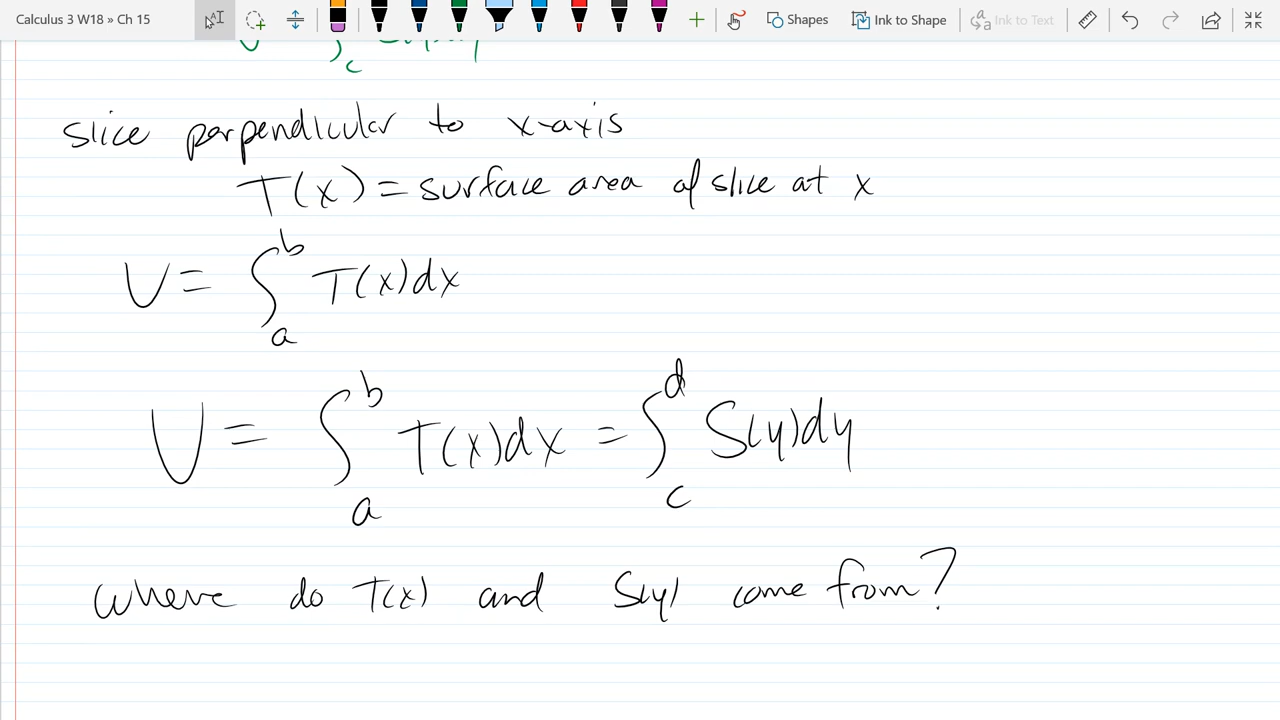 Calculus 3 W18 » Ch 15
Shapes
Ink to Shape
Ink to Text
slice perpendicular to x-axis
T(x) = surface area of slice at x
V = ∫_a^b T(x)dx
V = ∫_a^b T(x)dx = ∫_c^d S(y)dy
where do T(x) and S(y) come from?